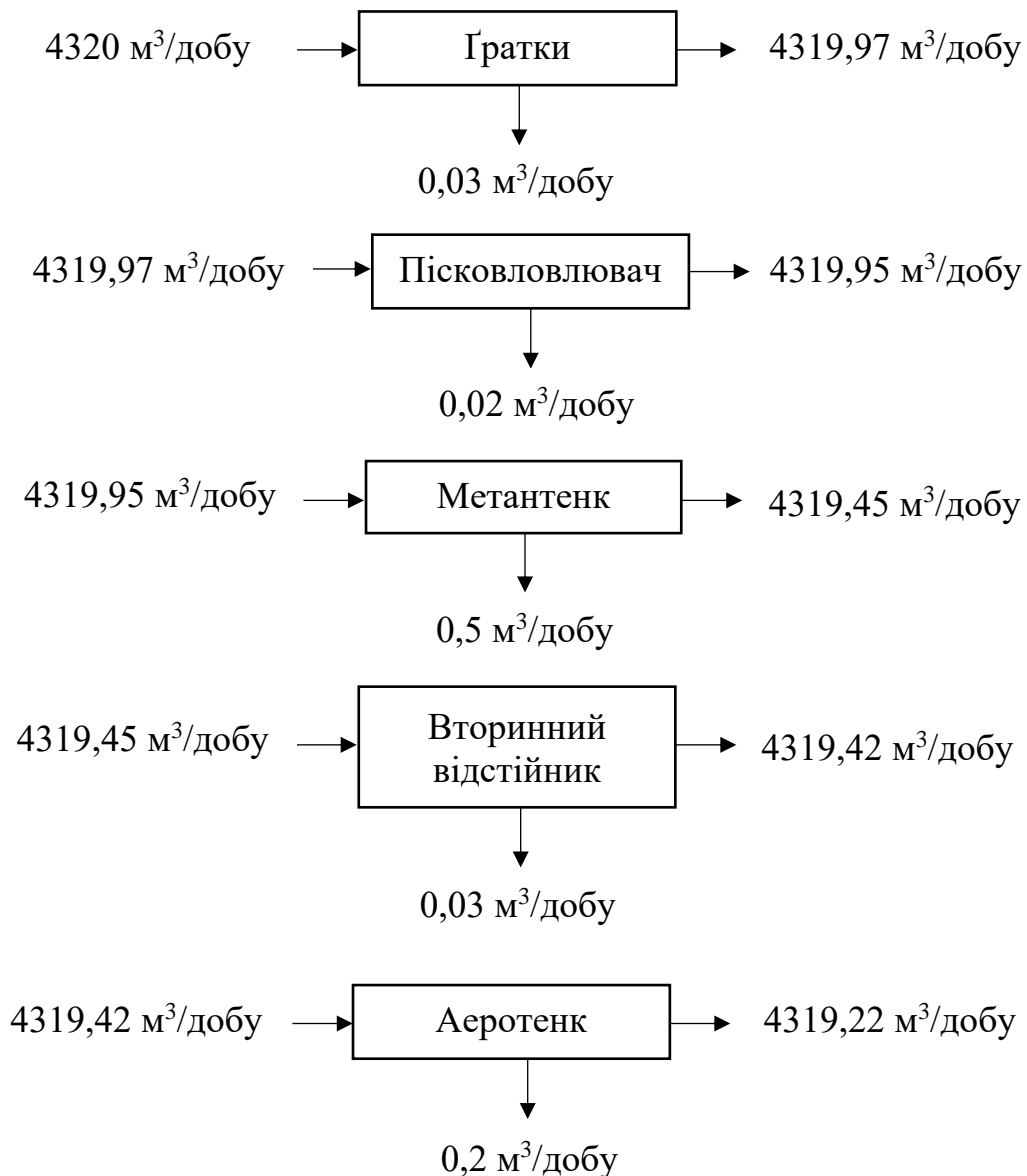 4320 м³/добу
Ґратки
4319,97 м³/добу
0,03 м³/добу
4319,97 м³/добу
Пісковловлювач
4319,95 м³/добу
0,02 м³/добу
4319,95 м³/добу
Метантенк
4319,45 м³/добу
0,5 м³/добу
4319,45 м³/добу
Вторинний
відстійник
4319,42 м³/добу
0,03 м³/добу
4319,42 м³/добу
Аеротенк
4319,22 м³/добу
0,2 м³/добу